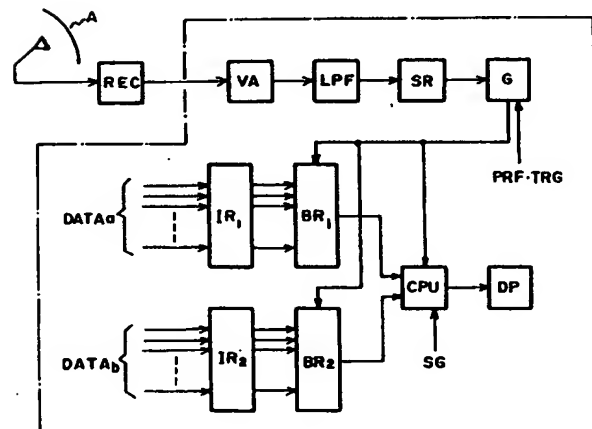 A
REC
VA
LPF
SR
G
PRF·TRG
DATAa
IR1
BR1
CPU
DP
SG
DATAb
IR2
BR2